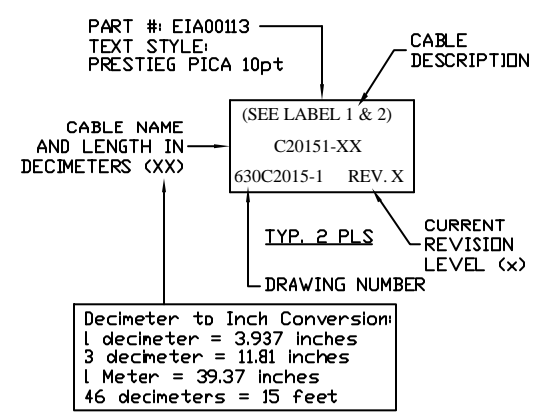 PART #: EIA00113
TEXT STYLE:
PRESTIEG PICA 10pt
CABLE
DESCRIPTION
(SEE LABEL 1 & 2)
C20151-XX
630C2015-1 REV. X
CABLE NAME
AND LENGTH IN
DECIMETERS (XX)
TYP. 2 PLS
CURRENT
REVISION
LEVEL (x)
DRAWING NUMBER
Decimeter to Inch Conversion:
1 decimeter = 3.937 inches
3 decimeter = 11.81 inches
1 Meter = 39.37 inches
46 decimeters = 15 feet